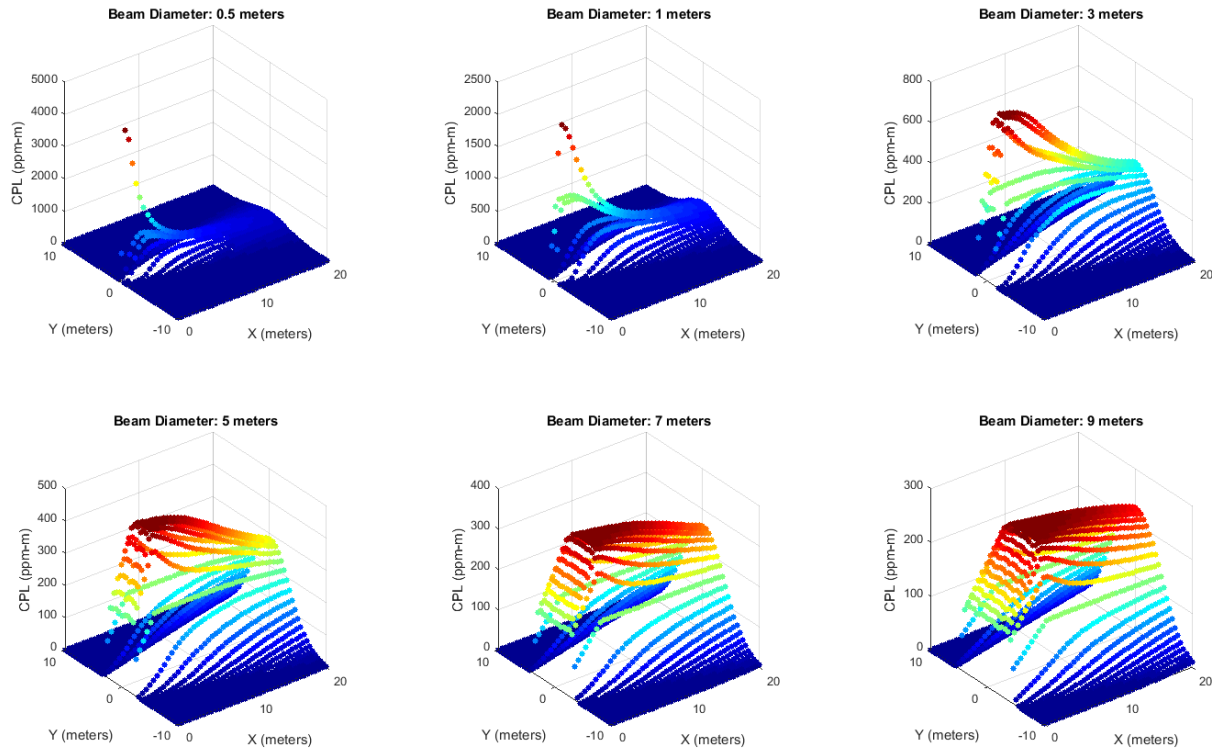 Beam Diameter: 0.5 meters
5000
4000
3000
2000
1000
0
CPL (ppm-m)
10
0
-10
Y (meters)
0
10
20
X (meters)
Beam Diameter: 1 meters
2500
2000
1500
1000
500
0
CPL (ppm-m)
10
0
-10
Y (meters)
0
10
20
X (meters)
Beam Diameter: 3 meters
800
600
400
200
0
CPL (ppm-m)
10
0
-10
Y (meters)
0
10
20
X (meters)
Beam Diameter: 5 meters
500
400
300
200
100
0
CPL (ppm-m)
10
0
-10
Y (meters)
0
10
20
X (meters)
Beam Diameter: 7 meters
400
300
200
100
0
CPL (ppm-m)
10
0
-10
Y (meters)
0
10
20
X (meters)
Beam Diameter: 9 meters
300
200
100
0
CPL (ppm-m)
10
0
-10
Y (meters)
0
10
20
X (meters)